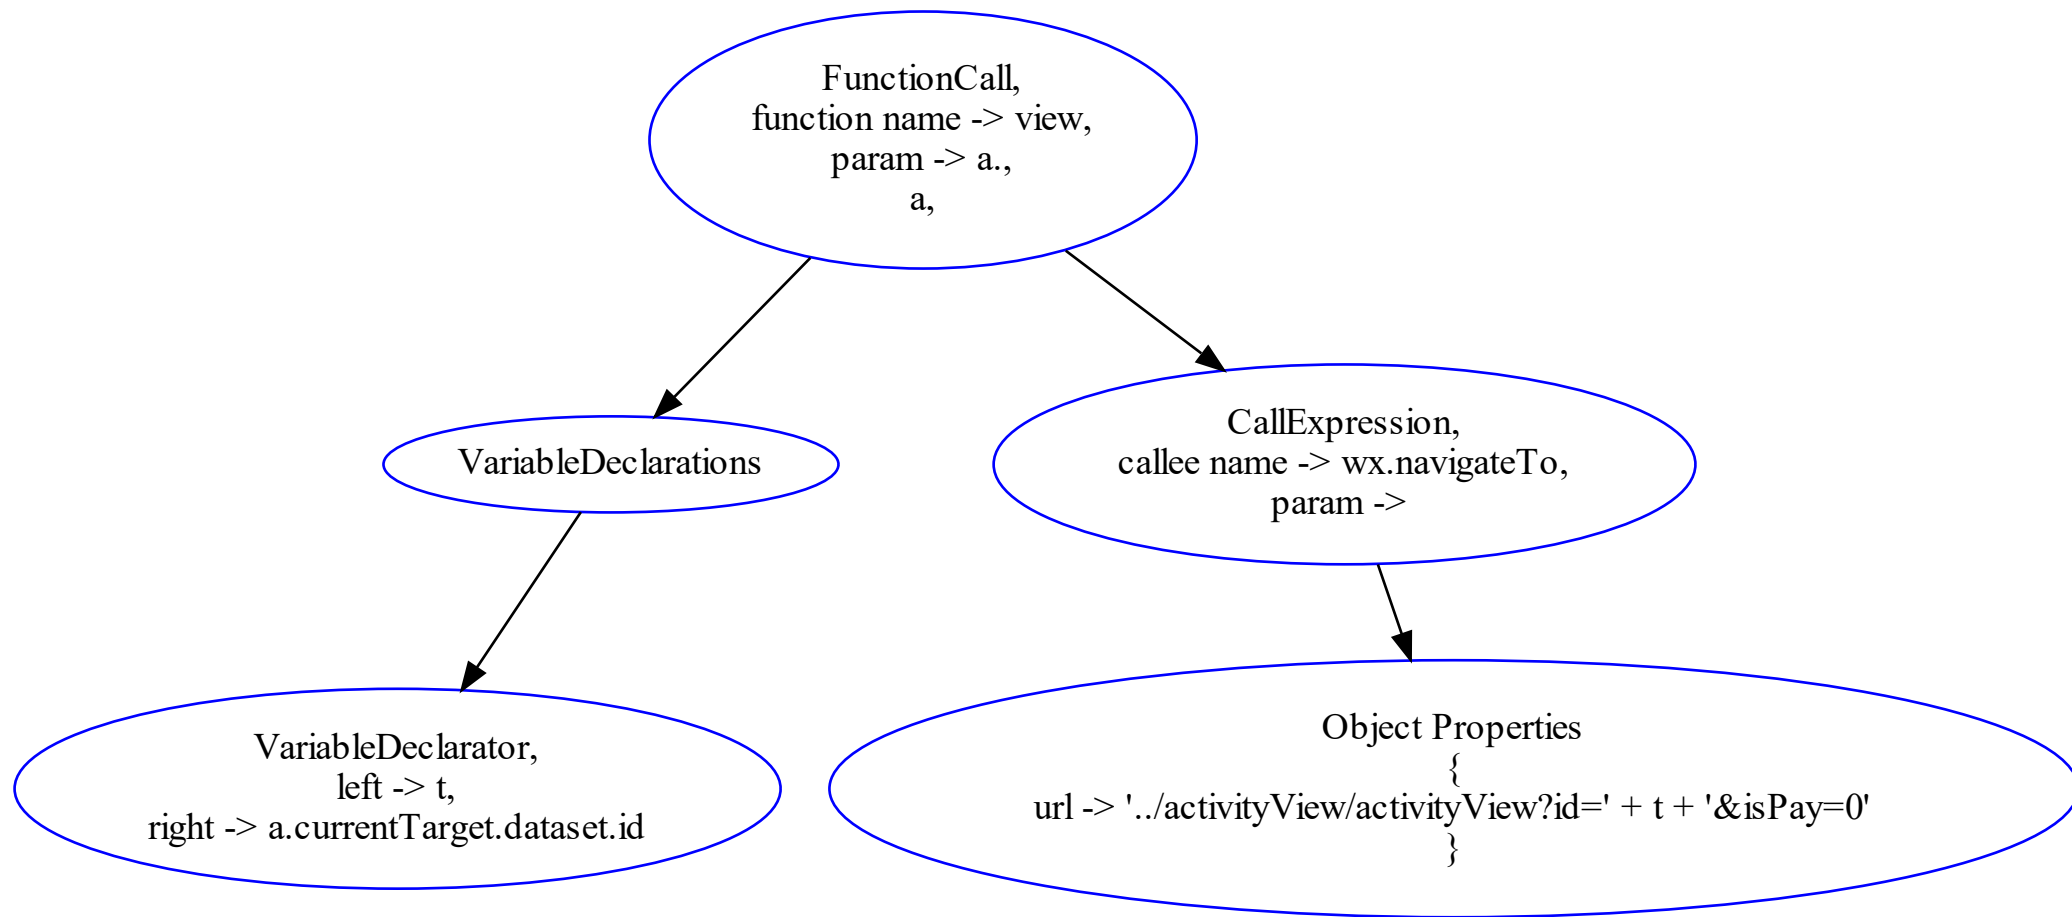 FunctionCall,
function name -> view,
param -> a.,
a,
VariableDeclarations
CallExpression,
callee name -> wx.navigateTo,
param ->
VariableDeclarator,
left -> t,
right -> a.currentTarget.dataset.id
Object Properties
{
url -> '../activityView/activityView?id=' + t + '&isPay=0'
}